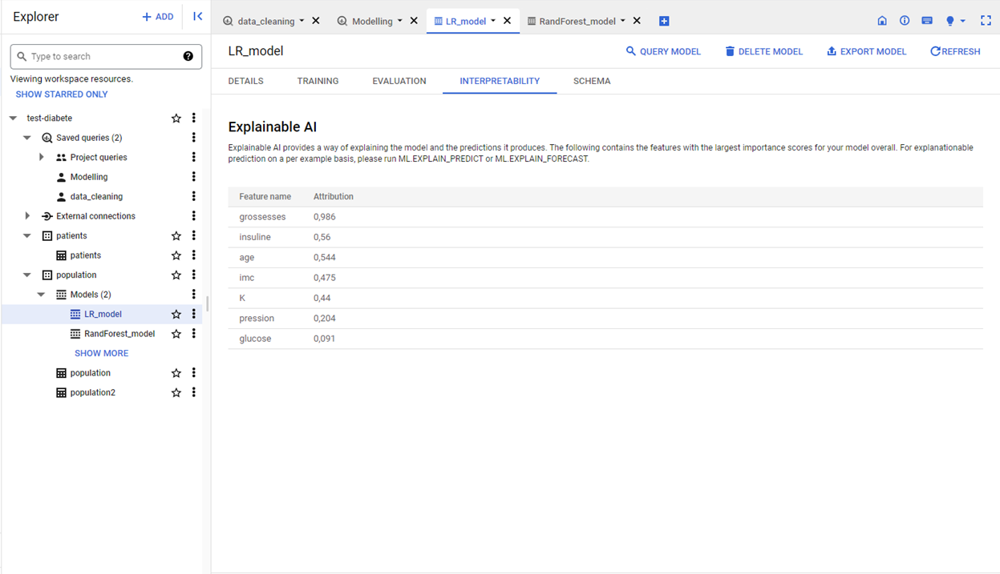 Explorer
+ ADD
Type to search
Viewing workspace resources.
SHOW STARRED ONLY
test-diabete
Saved queries (2)
Project queries
Modelling
data_cleaning
External connections
patients
patients
population
Models (2)
LR_model
RandForest_model
SHOW MORE
population
population2
data_cleaning
Modelling
LR_model
RandForest_model
LR_model
QUERY MODEL
DELETE MODEL
EXPORT MODEL
REFRESH
DETAILS
TRAINING
EVALUATION
INTERPRETABILITY
SCHEMA
Explainable AI
Explainable AI provides a way of explaining the model and the predictions it produces. The following contains the features with the largest importance scores for your model overall. For explanationable
prediction on a per example basis, please run ML.EXPLAIN_PREDICT or ML.EXPLAIN_FORECAST.
Feature name Attribution
grossesses 0,986
insuline 0,56
age 0,544
imc 0,475
K 0,44
pression 0,204
glucose 0,091